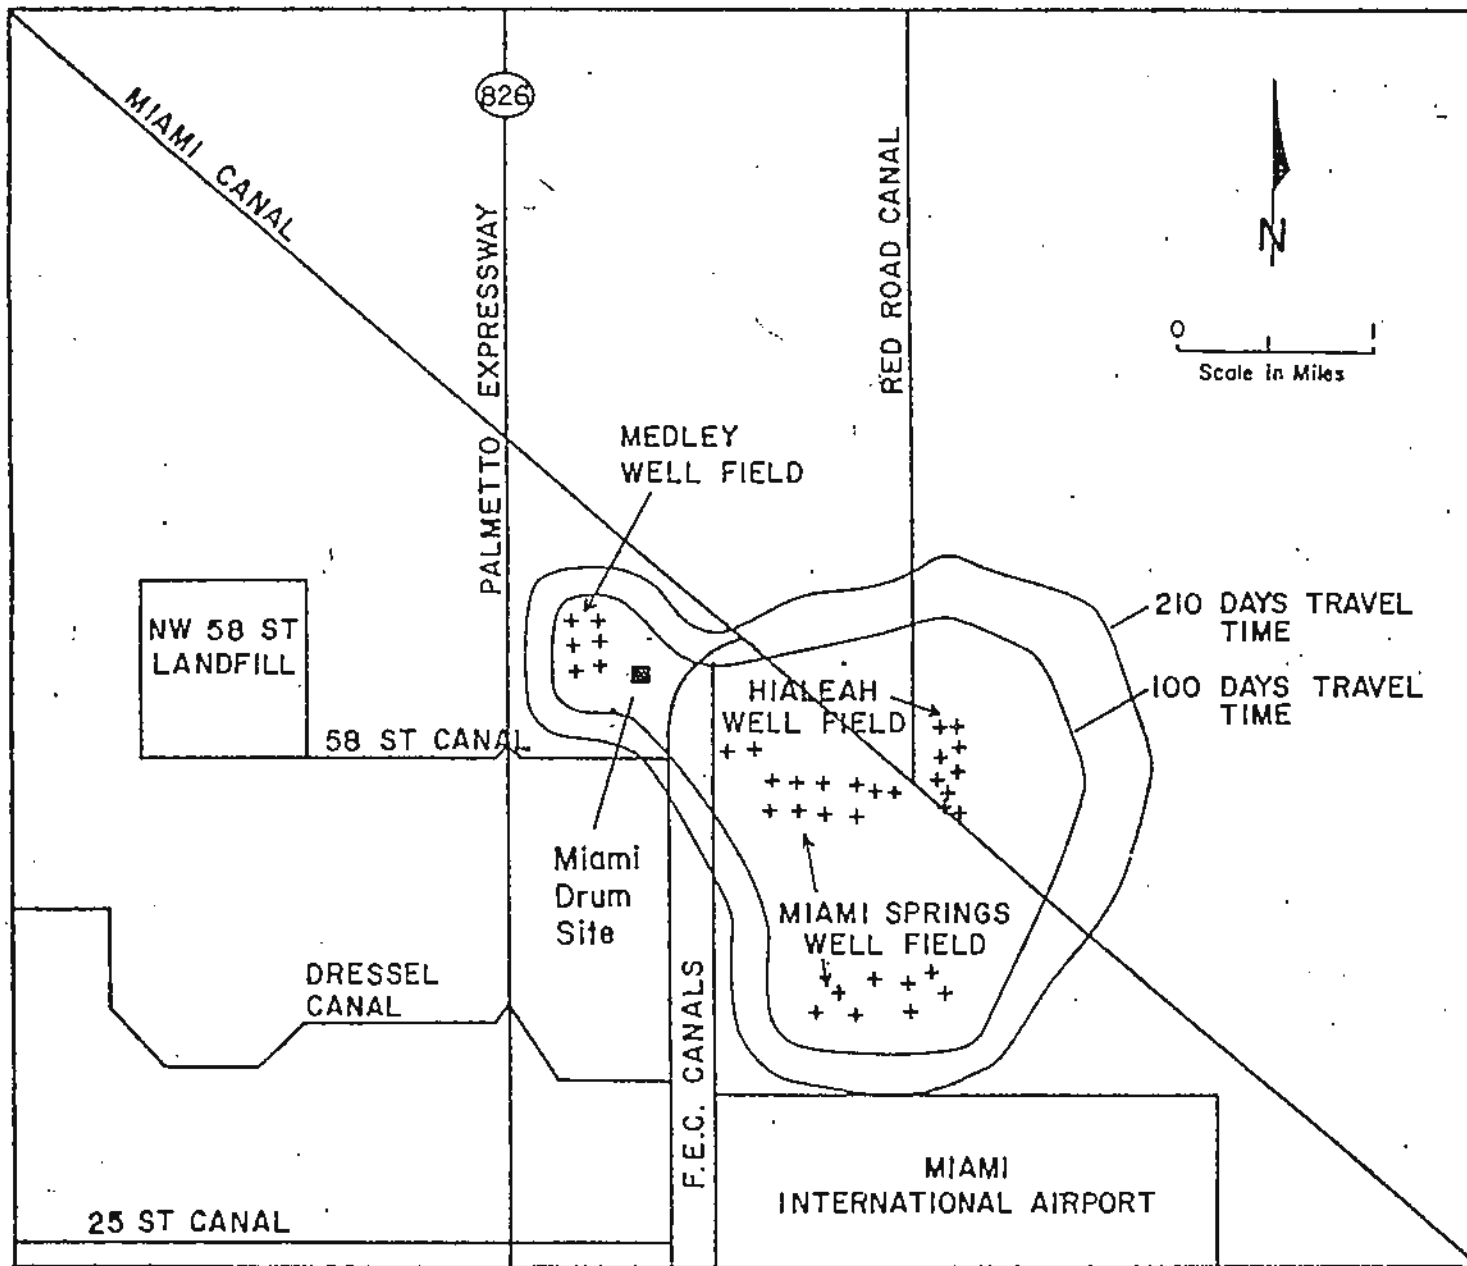 826
MIAMI CANAL
PALMETTO EXPRESSWAY
RED ROAD CANAL
N
0 1
Scale in Miles
MEDLEY
WELL FIELD
NW 58 ST
LANDFILL
210 DAYS TRAVEL
TIME
100 DAYS TRAVEL
TIME
HIALEAH
WELL FIELD
58 ST CANAL
Miami
Drum
Site
MIAMI SPRINGS
WELL FIELD
DRESSEL
CANAL
F.E.C. CANALS
MIAMI
INTERNATIONAL AIRPORT
25 ST CANAL